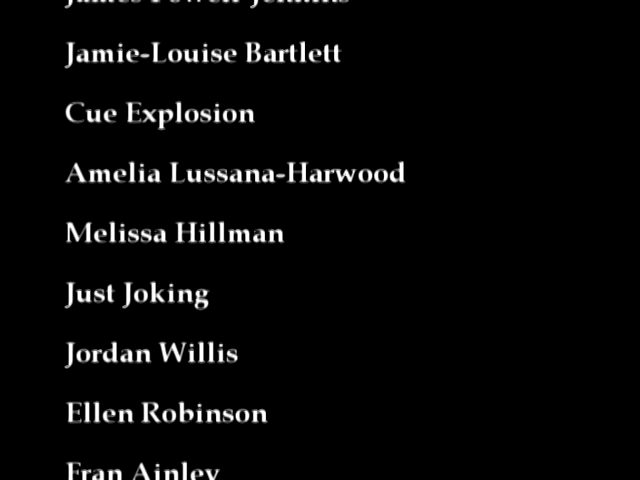 James Powell-Jenkins
Jamie-Louise Bartlett
Cue Explosion
Amelia Lussana-Harwood
Melissa Hillman
Just Joking
Jordan Willis
Ellen Robinson
Fran Ainley